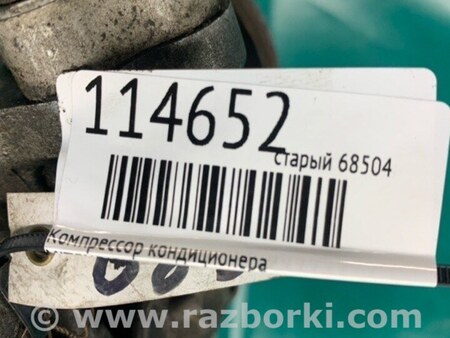 114652
старый 68504
Компрессор кондиционера
© www.razborki.com